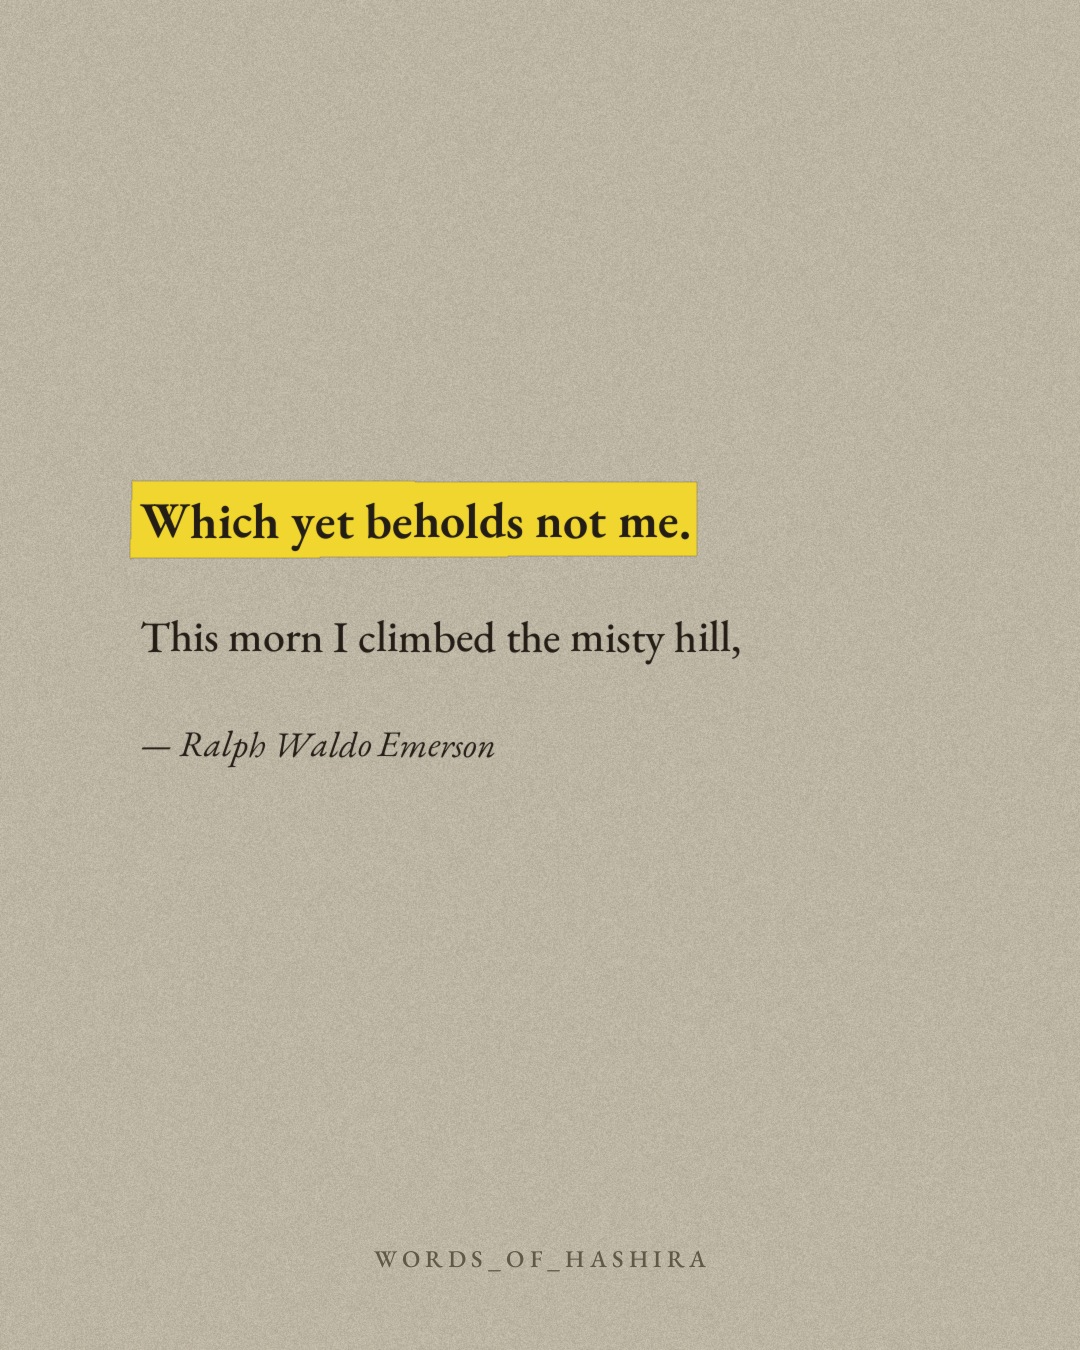 Which yet beholds not me.
This morn I climbed the misty hill,
— Ralph Waldo Emerson
WORDS_OF_HASHIRA